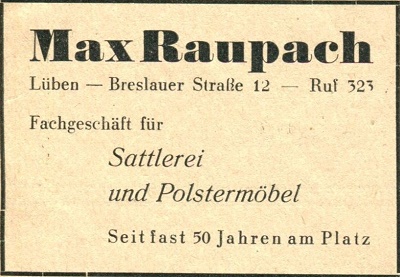 Max Raupach
Lüben — Breslauer Straße 12 — Ruf 323
Fachgeschäft für
Sattlerei
und Polstermöbel
Seit fast 50 Jahren am Platz